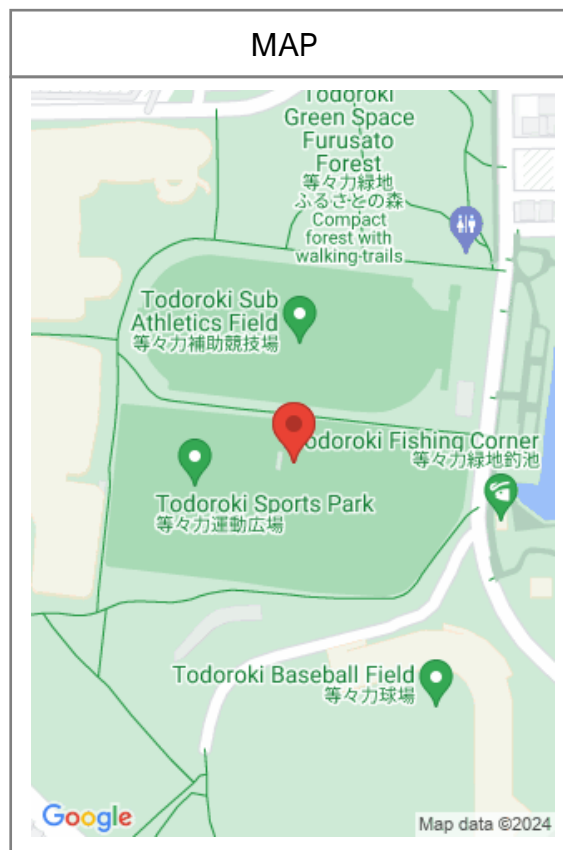 MAP
Todoroki
Green Space
Furusato
Forest
等々力緑地
ふるさとの森
Compact
forest with
walking-trails
Todoroki Sub
Athletics Field
等々力補助競技場
Todoroki Fishing Corner
等々力緑地釣池
Todoroki Sports Park
等々力運動広場
Todoroki Baseball Field
等々力球場
Google
Map data ©2024